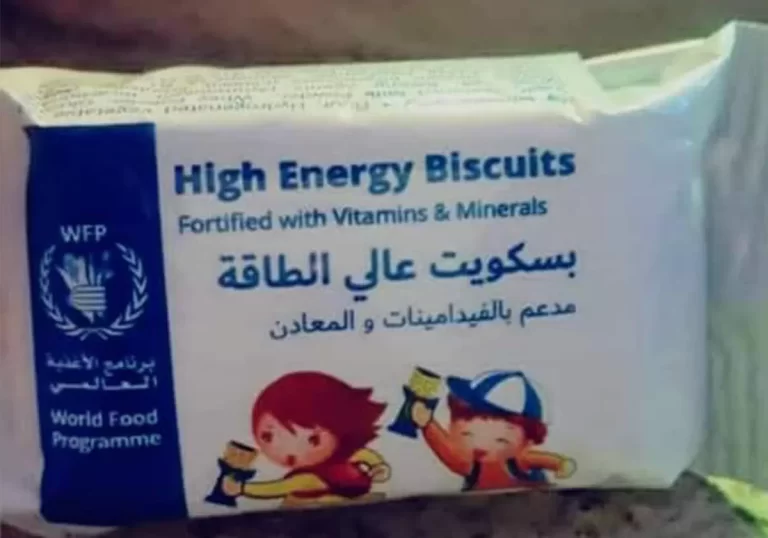 High Energy Biscuits
Fortified with Vitamins & Minerals
بسكويت عالي الطاقة
مدعم بالفيدامينات و المعادن
WFP
برنامج الأغذية
العالمي
World Food
Programme